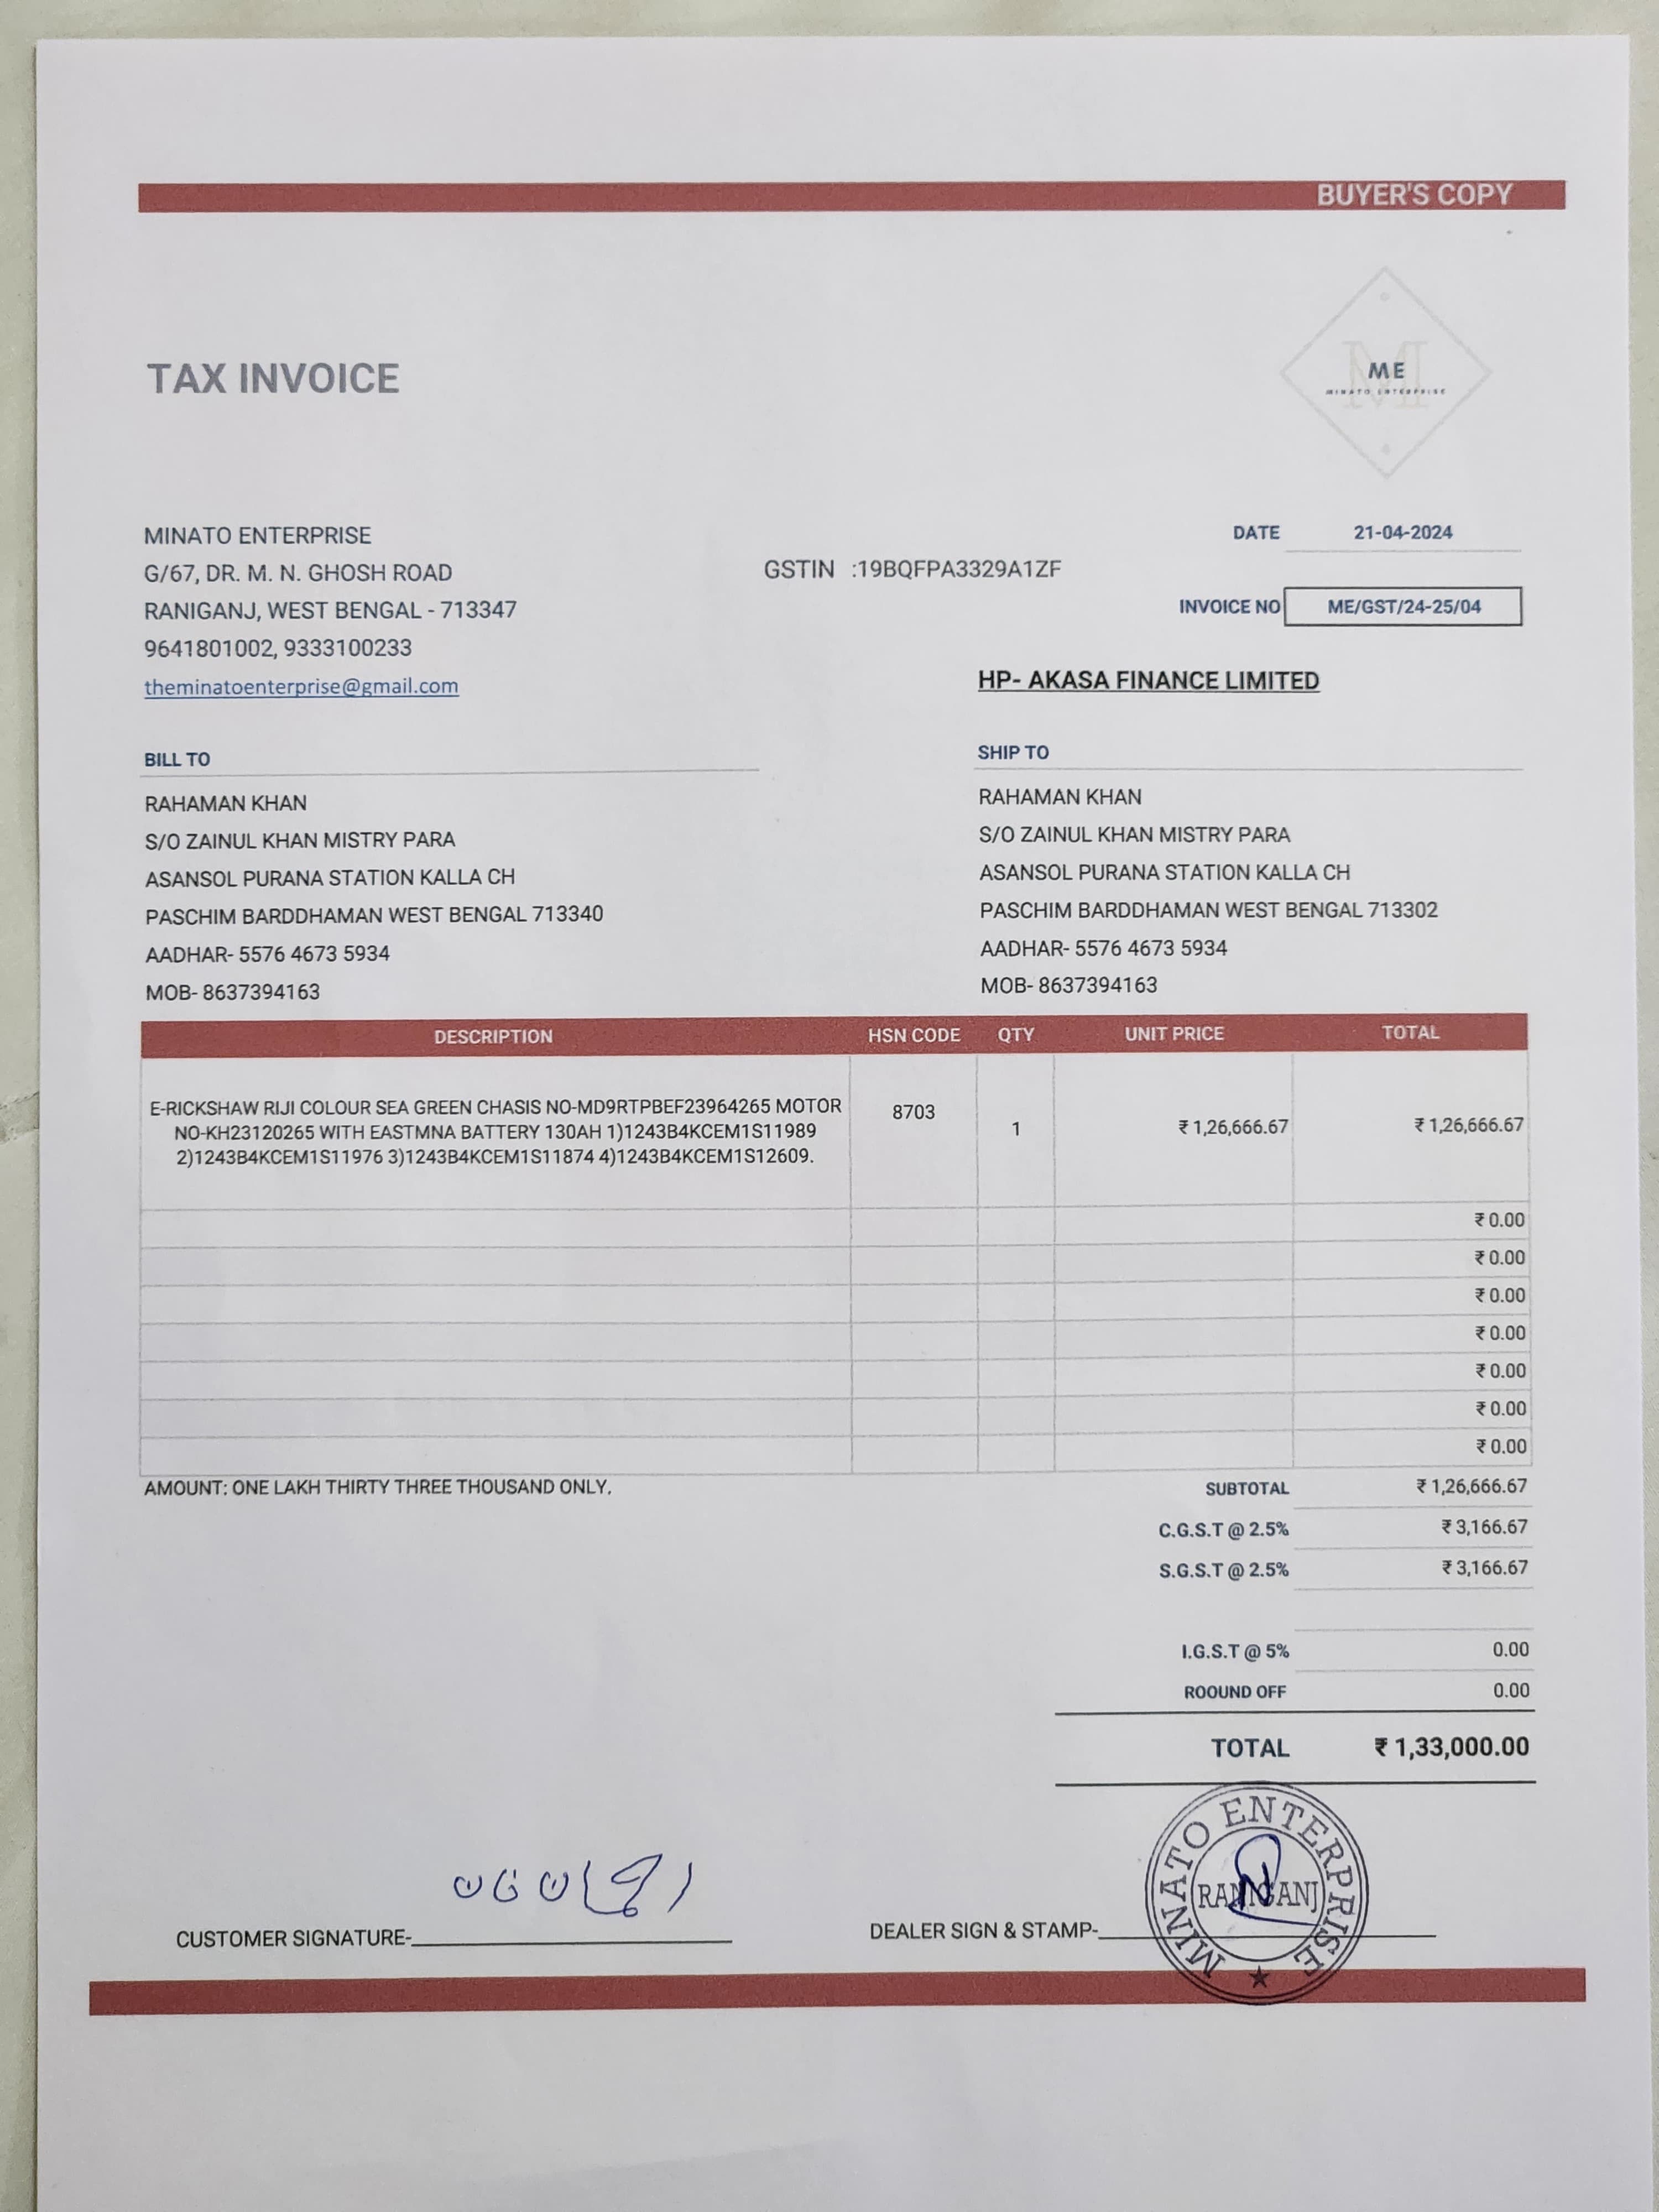 BUYER'S COPY
TAX INVOICE
ME
MINATO ENTERPRISE
MINATO ENTERPRISE
G/67, DR. M. N. GHOSH ROAD
RANIGANJ, WEST BENGAL - 713347
9641801002, 9333100233
theminatoenterprise@gmail.com
GSTIN :19BQFPA3329A1ZF
DATE 21-04-2024
INVOICE NO ME/GST/24-25/04
HP- AKASA FINANCE LIMITED
BILL TO
RAHAMAN KHAN
S/O ZAINUL KHAN MISTRY PARA
ASANSOL PURANA STATION KALLA CH
PASCHIM BARDDHAMAN WEST BENGAL 713340
AADHAR- 5576 4673 5934
MOB- 8637394163
SHIP TO
RAHAMAN KHAN
S/O ZAINUL KHAN MISTRY PARA
ASANSOL PURANA STATION KALLA CH
PASCHIM BARDDHAMAN WEST BENGAL 713302
AADHAR- 5576 4673 5934
MOB- 8637394163
DESCRIPTION HSN CODE QTY UNIT PRICE TOTAL
E-RICKSHAW RIJI COLOUR SEA GREEN CHASIS NO-MD9RTPBEF23964265 MOTOR
NO-KH23120265 WITH EASTMNA BATTERY 130AH 1)1243B4KCEM1S11989
2)1243B4KCEM1S11976 3)1243B4KCEM1S11874 4)1243B4KCEM1S12609.
8703 1 ₹ 1,26,666.67 ₹ 1,26,666.67
₹ 0.00
₹ 0.00
₹ 0.00
₹ 0.00
₹ 0.00
₹ 0.00
₹ 0.00
AMOUNT: ONE LAKH THIRTY THREE THOUSAND ONLY.
SUBTOTAL ₹ 1,26,666.67
C.G.S.T @ 2.5% ₹ 3,166.67
S.G.S.T @ 2.5% ₹ 3,166.67
I.G.S.T @ 5% 0.00
ROOUND OFF 0.00
TOTAL ₹ 1,33,000.00
CUSTOMER SIGNATURE-
DEALER SIGN & STAMP-
MINATO ENTERPRISE
RANIGANJ